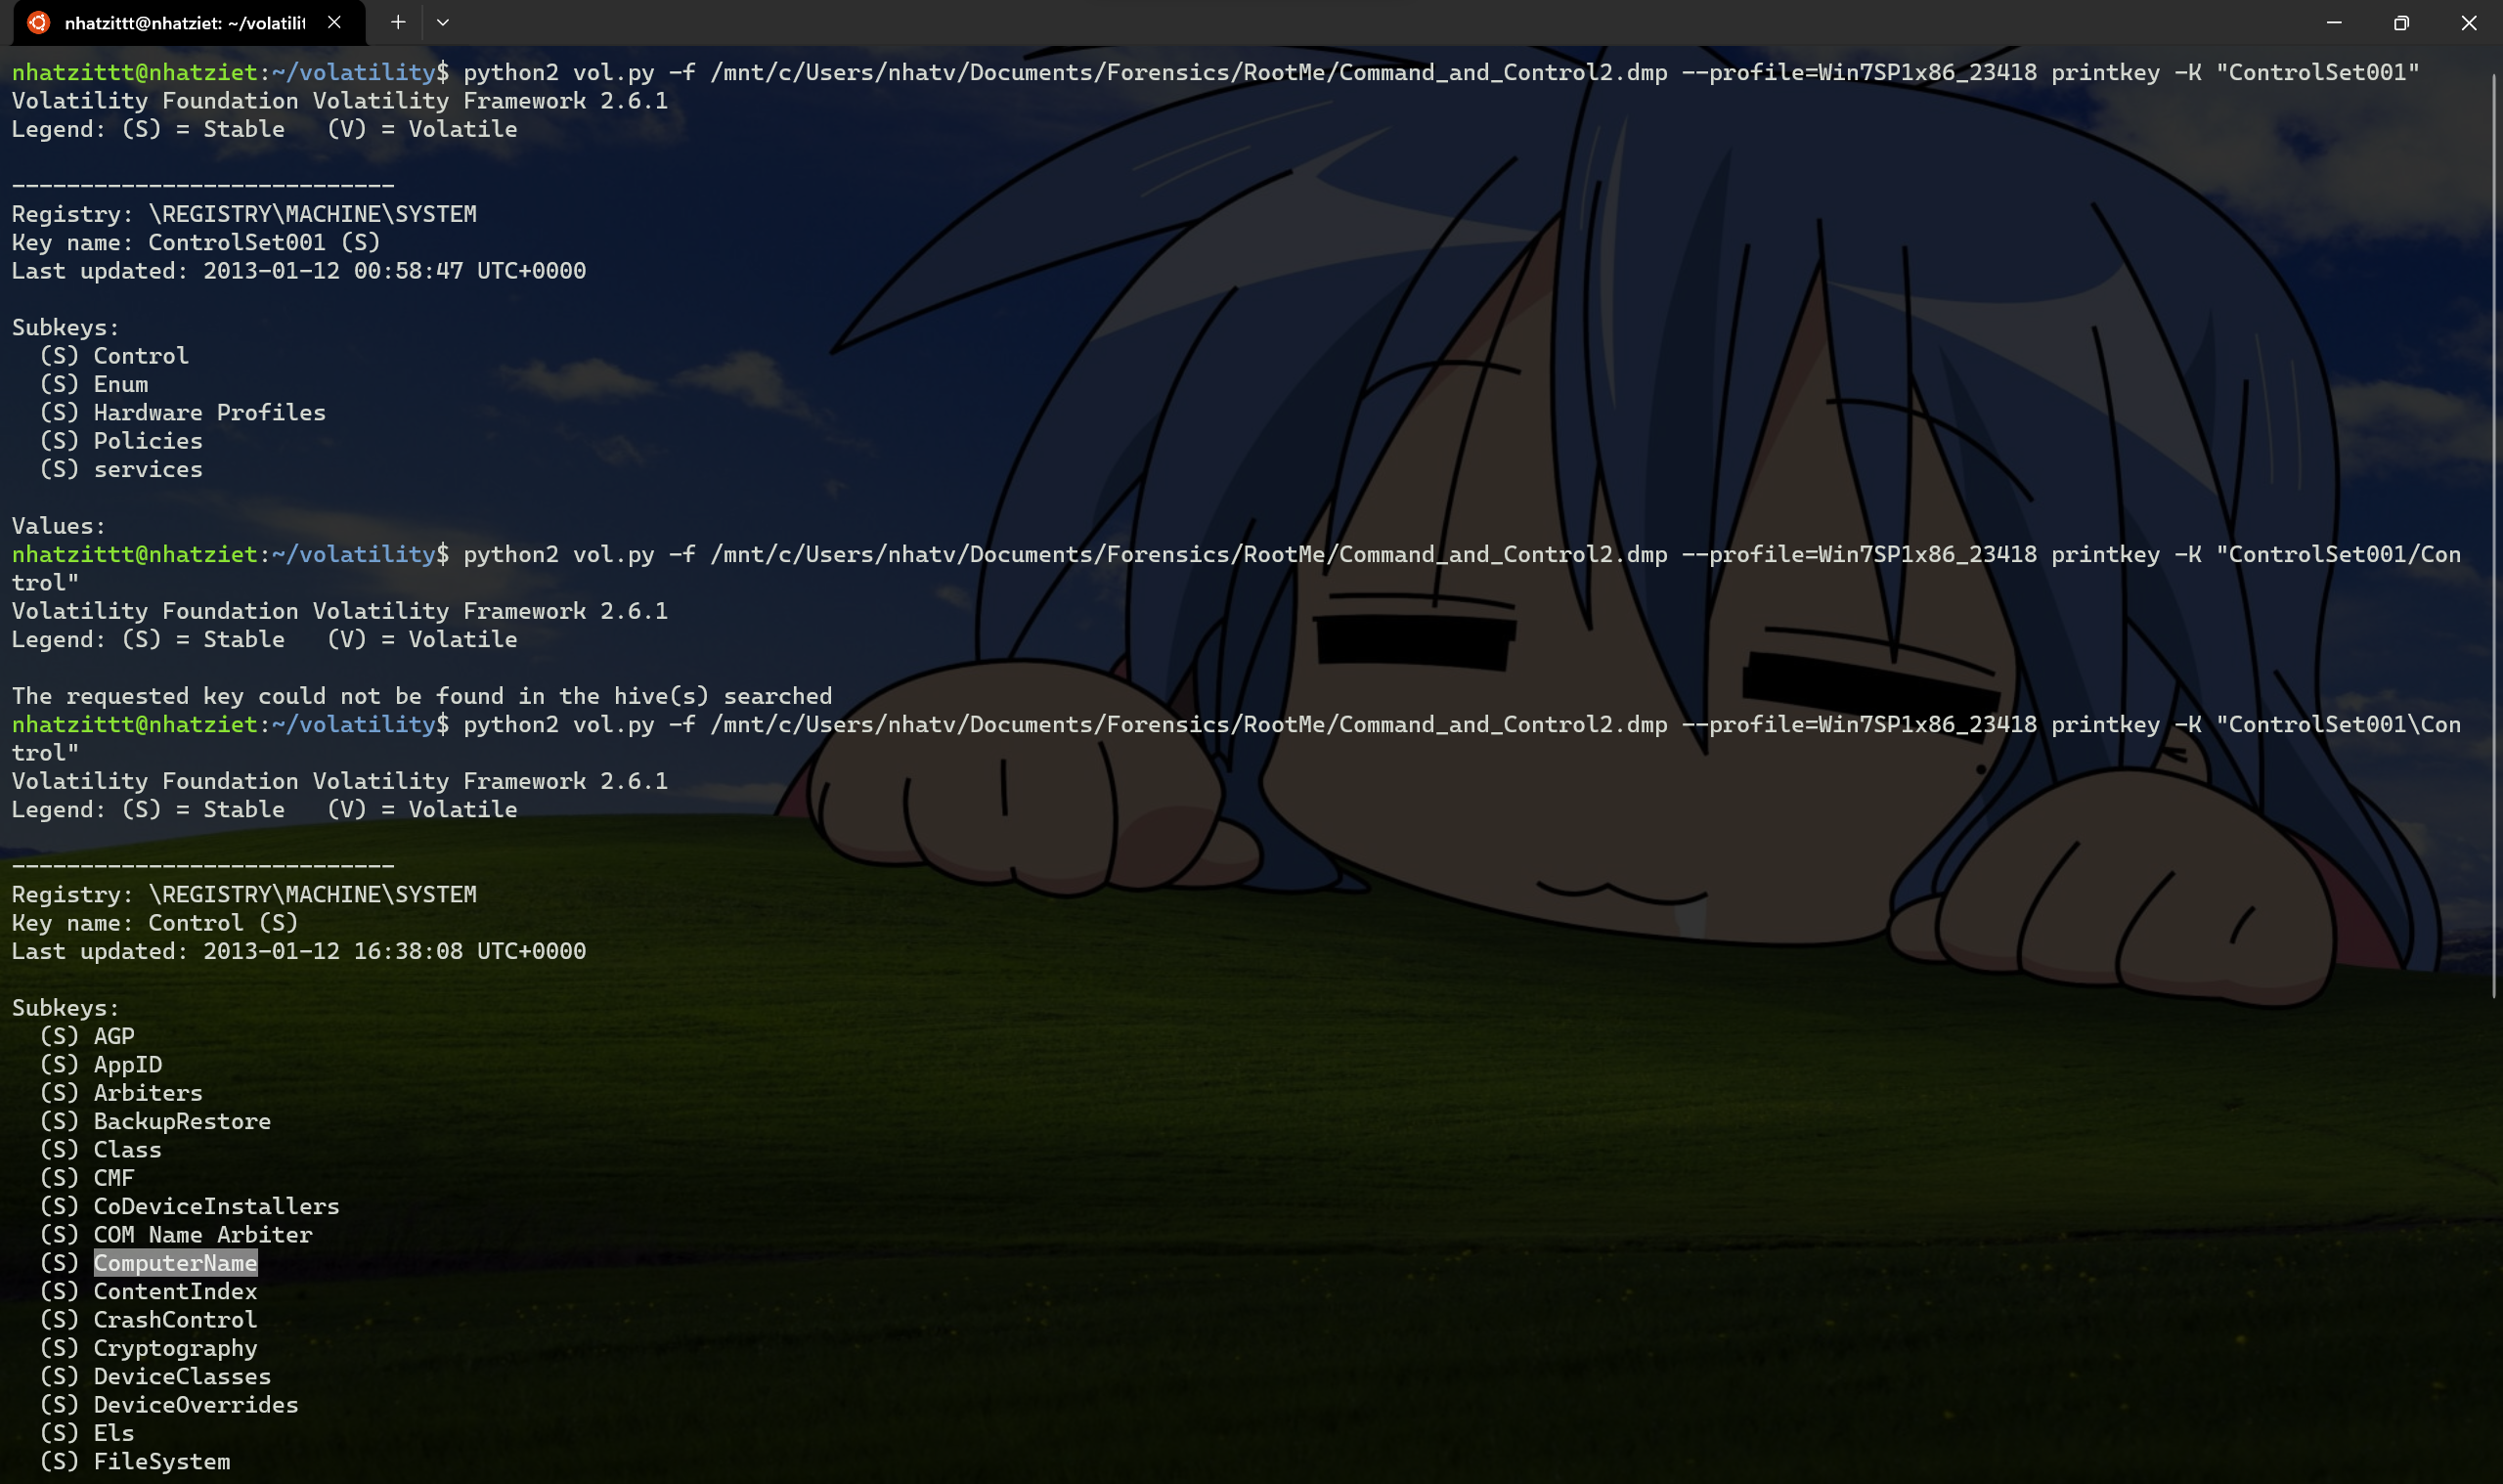 nhatzittt@nhatziet: ~/volatilit
nhatzittt@nhatziet:~/volatility$ python2 vol.py -f /mnt/c/Users/nhatv/Documents/Forensics/RootMe/Command_and_Control2.dmp --profile=Win7SP1x86_23418 printkey -K "ControlSet001"
Volatility Foundation Volatility Framework 2.6.1
Legend: (S) = Stable   (V) = Volatile
----------------------------
Registry: \REGISTRY\MACHINE\SYSTEM
Key name: ControlSet001 (S)
Last updated: 2013-01-12 00:58:47 UTC+0000
Subkeys:
  (S) Control
  (S) Enum
  (S) Hardware Profiles
  (S) Policies
  (S) services
Values:
nhatzittt@nhatziet:~/volatility$ python2 vol.py -f /mnt/c/Users/nhatv/Documents/Forensics/RootMe/Command_and_Control2.dmp --profile=Win7SP1x86_23418 printkey -K "ControlSet001/Con
trol"
Volatility Foundation Volatility Framework 2.6.1
Legend: (S) = Stable   (V) = Volatile
The requested key could not be found in the hive(s) searched
nhatzittt@nhatziet:~/volatility$ python2 vol.py -f /mnt/c/Users/nhatv/Documents/Forensics/RootMe/Command_and_Control2.dmp --profile=Win7SP1x86_23418 printkey -K "ControlSet001\Con
trol"
Volatility Foundation Volatility Framework 2.6.1
Legend: (S) = Stable   (V) = Volatile
----------------------------
Registry: \REGISTRY\MACHINE\SYSTEM
Key name: Control (S)
Last updated: 2013-01-12 16:38:08 UTC+0000
Subkeys:
  (S) AGP
  (S) AppID
  (S) Arbiters
  (S) BackupRestore
  (S) Class
  (S) CMF
  (S) CoDeviceInstallers
  (S) COM Name Arbiter
  (S) ComputerName
  (S) ContentIndex
  (S) CrashControl
  (S) Cryptography
  (S) DeviceClasses
  (S) DeviceOverrides
  (S) Els
  (S) FileSystem